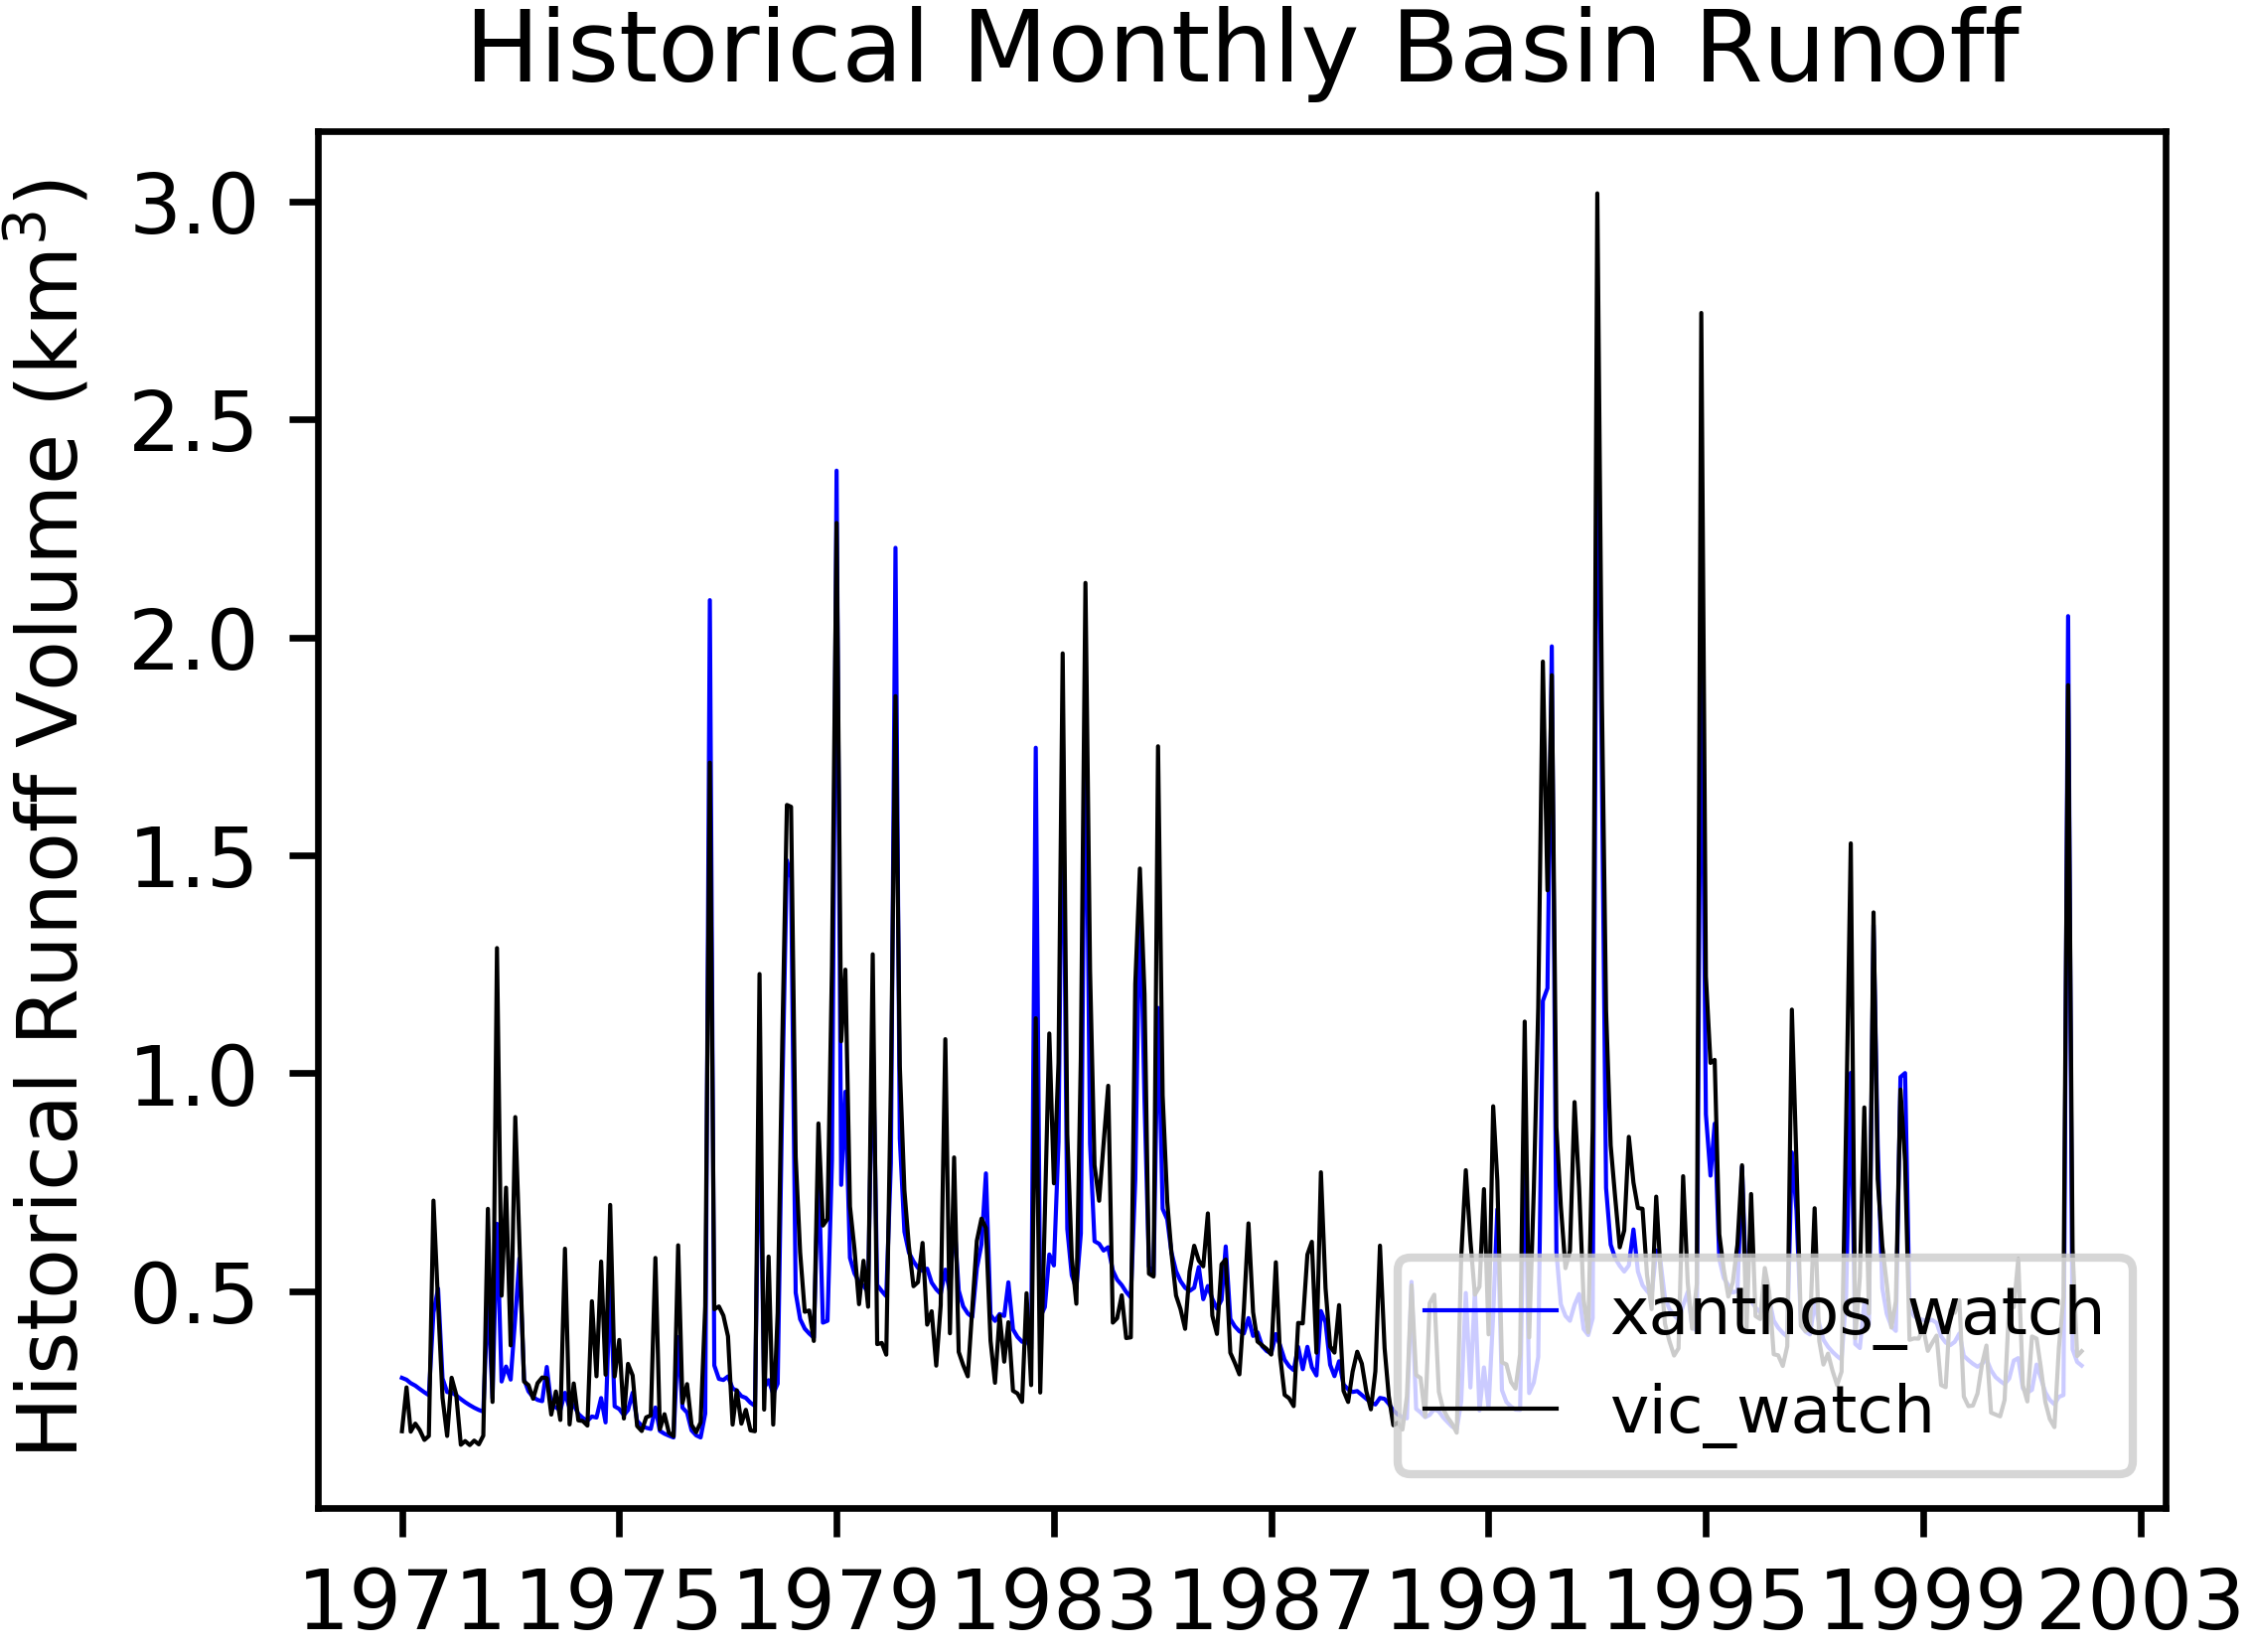 Historical Monthly Basin Runoff
Historical Runoff Volume (km³)
3.0
2.5
2.0
1.5
1.0
0.5
xanthos_watch
vic_watch
1971 1975 1979 1983 1987 1991 1995 1999 2003